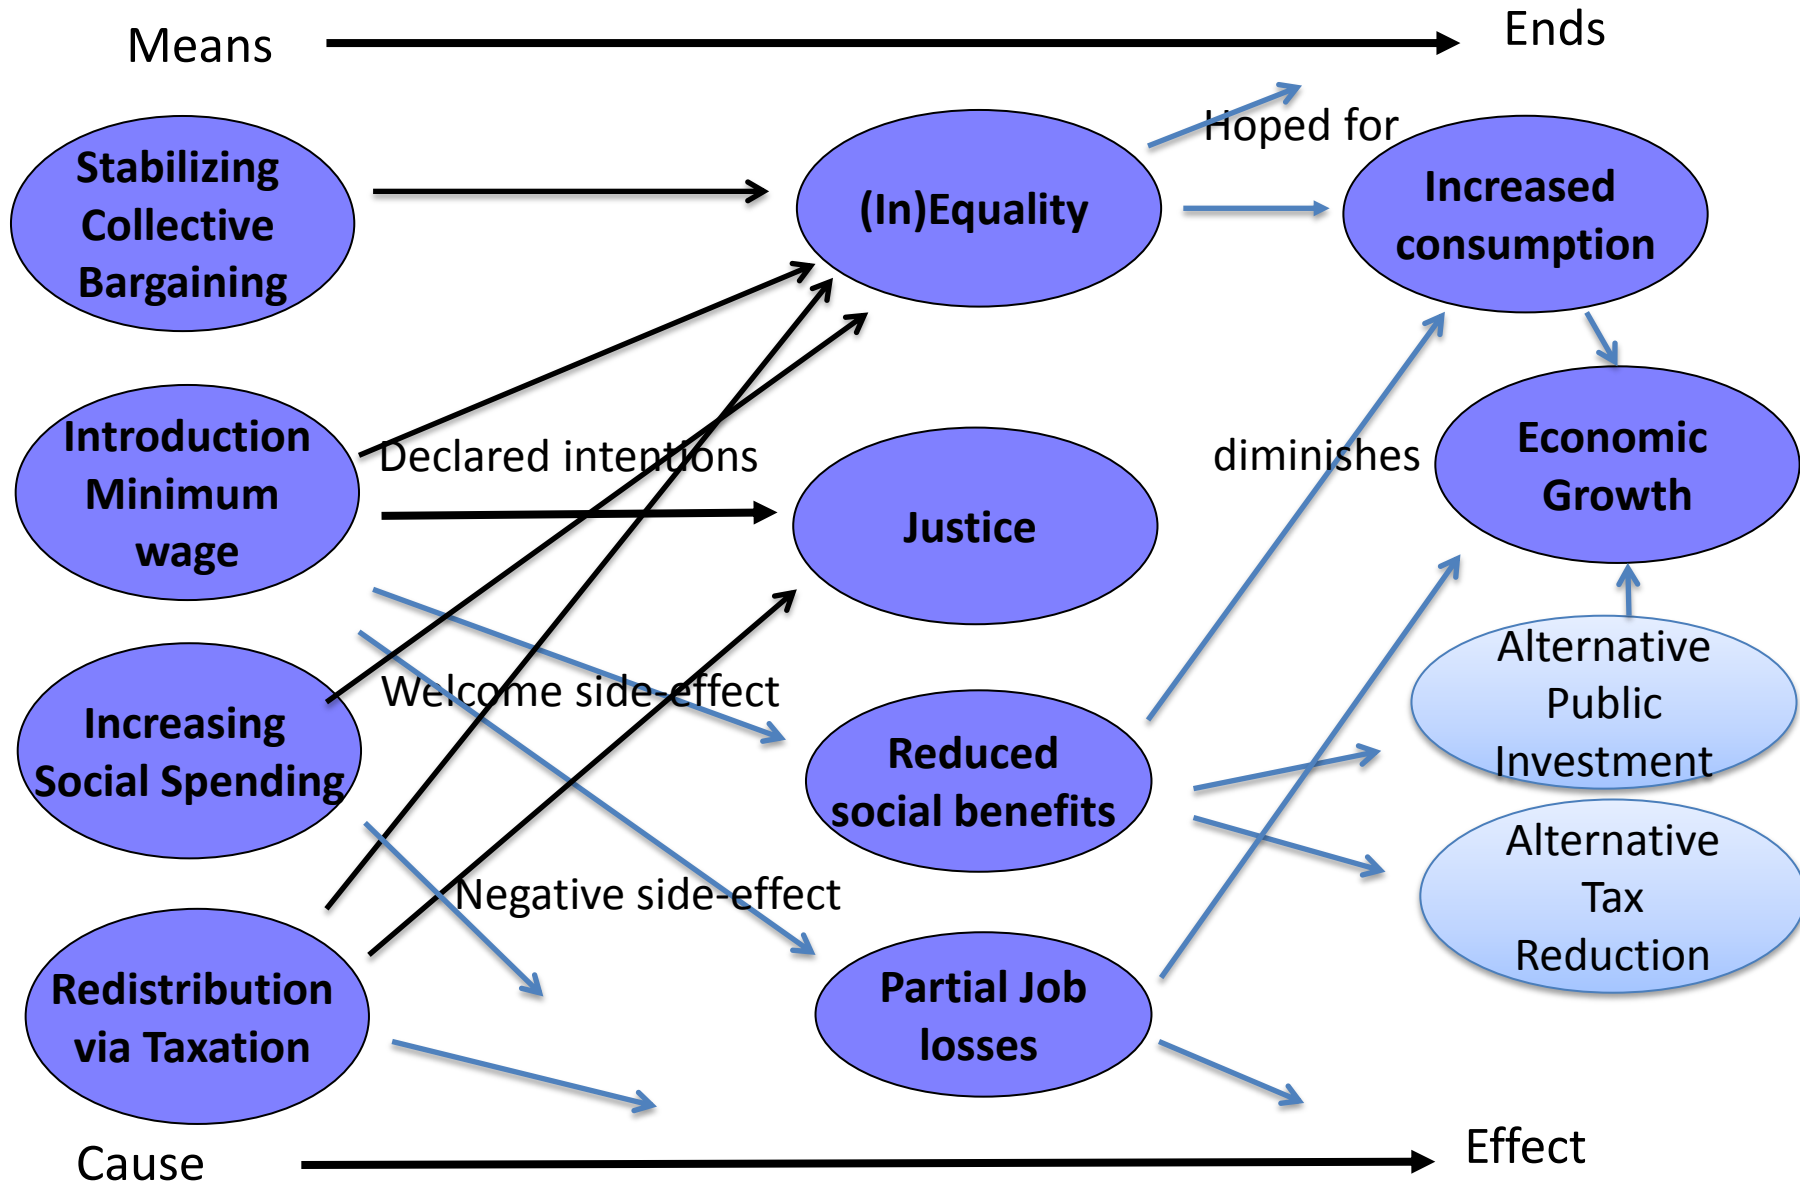 Means
Ends
Stabilizing
Collective
Bargaining
(In)Equality
Hoped for
Increased
consumption
Introduction
Minimum
wage
Declared intentions
Justice
diminishes
Economic
Growth
Increasing
Social Spending
Welcome side-effect
Reduced
social benefits
Alternative
Public
Investment
Alternative
Tax
Reduction
Negative side-effect
Redistribution
via Taxation
Partial Job
losses
Cause
Effect